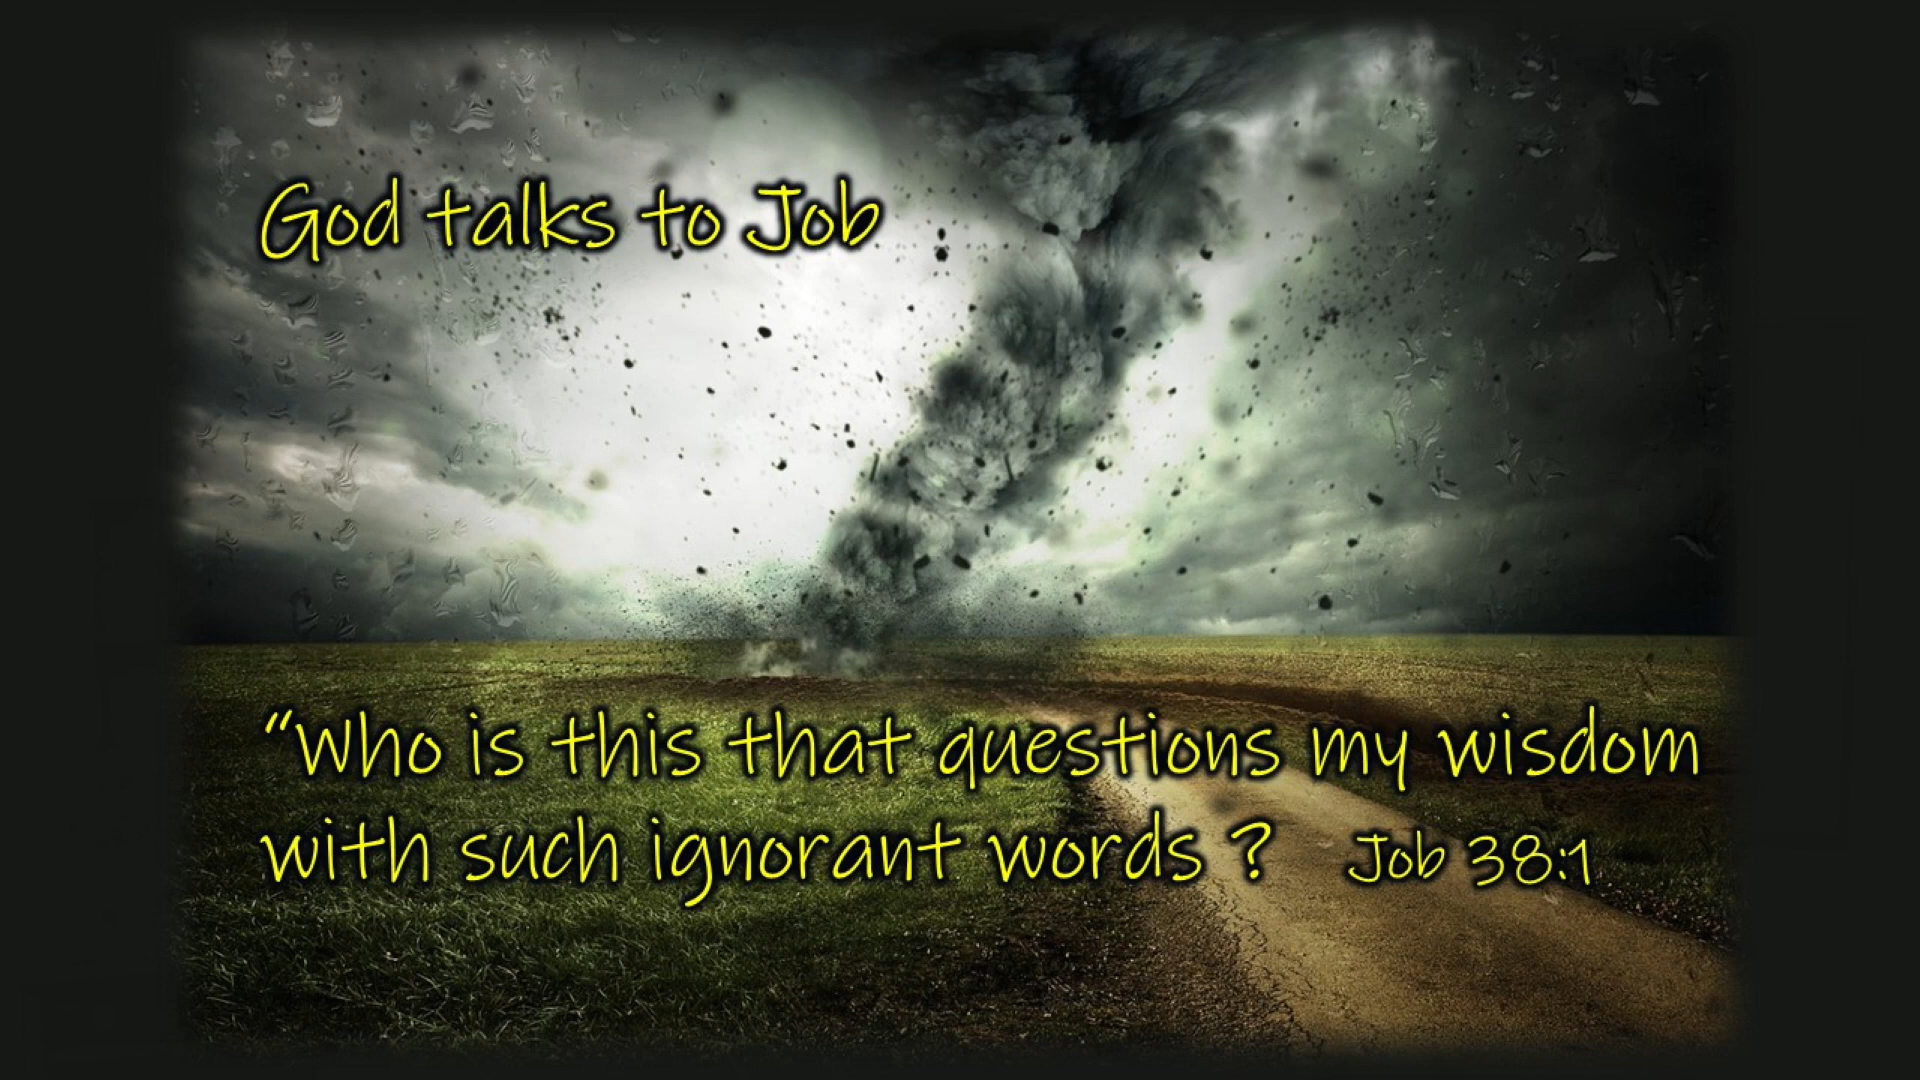 God talks to Job
“Who is this that questions my wisdom
with such ignorant words ? Job 38:1